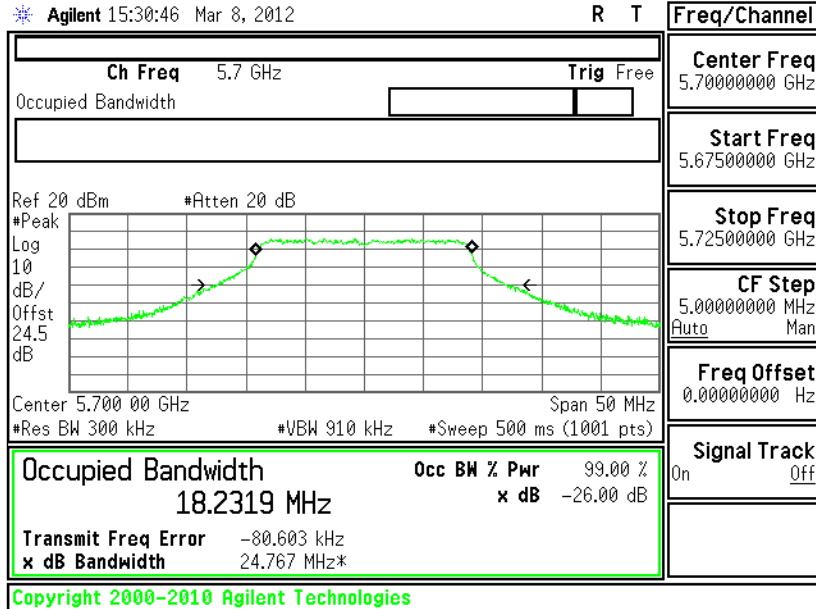 Agilent 15:30:46 Mar 8, 2012 R T
Freq/Channel
Ch Freq 5.7 GHz Trig Free
Occupied Bandwidth
Center Freq
5.70000000 GHz
Start Freq
5.67500000 GHz
Stop Freq
5.72500000 GHz
CF Step
5.00000000 MHz
Auto Man
Freq Offset
0.00000000 Hz
Signal Track
On Off
Ref 20 dBm #Atten 20 dB
#Peak
Log
10
dB/
Offst
24.5
dB
Center 5.700 00 GHz Span 50 MHz
#Res BW 300 kHz #VBW 910 kHz #Sweep 500 ms (1001 pts)
Occupied Bandwidth Occ BW % Pwr 99.00 %
18.2319 MHz x dB -26.00 dB
Transmit Freq Error -80.603 kHz
x dB Bandwidth 24.767 MHz*
Copyright 2000-2010 Agilent Technologies